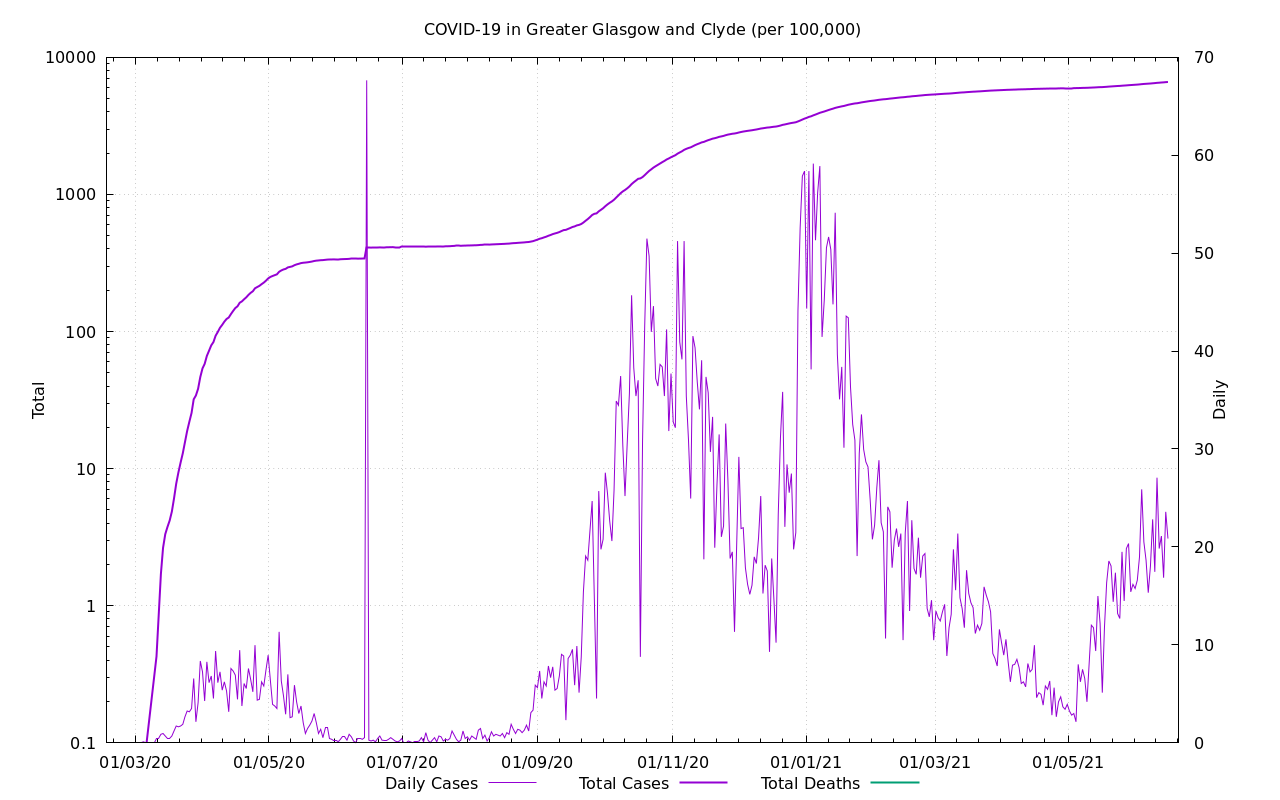 COVID-19 in Greater Glasgow and Clyde (per 100,000)
10000
1000
100
10
1
0.1
Total
70
60
50
40
30
20
10
0
Daily
01/03/20 01/05/20 01/07/20 01/09/20 01/11/20 01/01/21 01/03/21 01/05/21
Daily Cases Total Cases Total Deaths